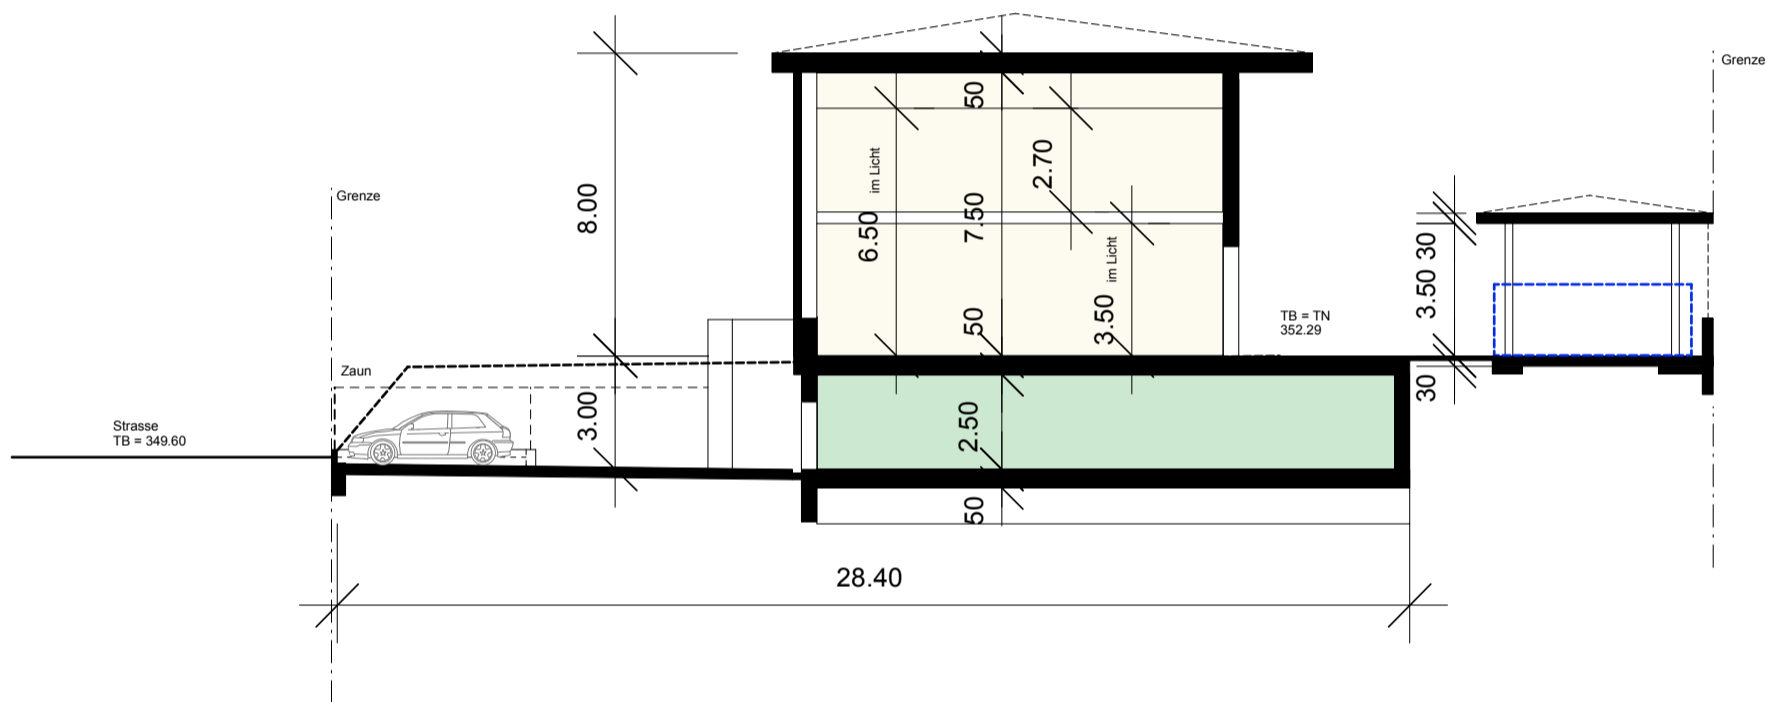 Grenze
Grenze
8.00
50
im Licht
6.50
2.70
7.50
im Licht
3.50
50
TB = TN
352.29
30
3.50
30
Zaun
Strasse
TB = 349.60
3.00
2.50
50
28.40